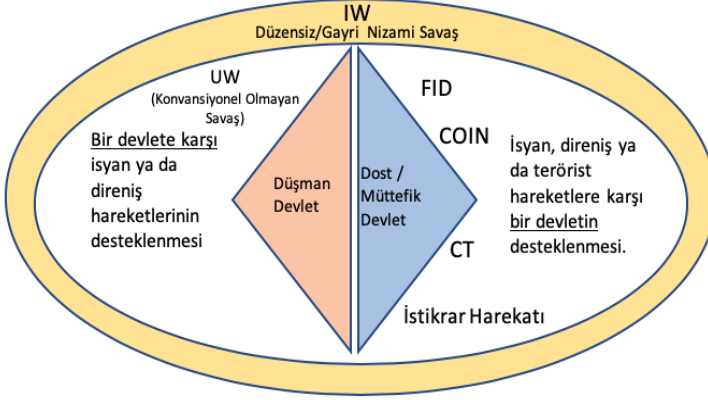 IW
Düzensiz/Gayri Nizami Savaş
UW
(Konvansiyonel Olmayan
Savaş)
Bir devlete karşı
isyan ya da
direniş
hareketlerinin
desteklenmesi
Düşman
Devlet
Dost /
Müttefik
Devlet
FID
COIN
CT
İstikrar Harekatı
İsyan, direniş ya
da terörist
hareketlere karşı
bir devletin
desteklenmesi.